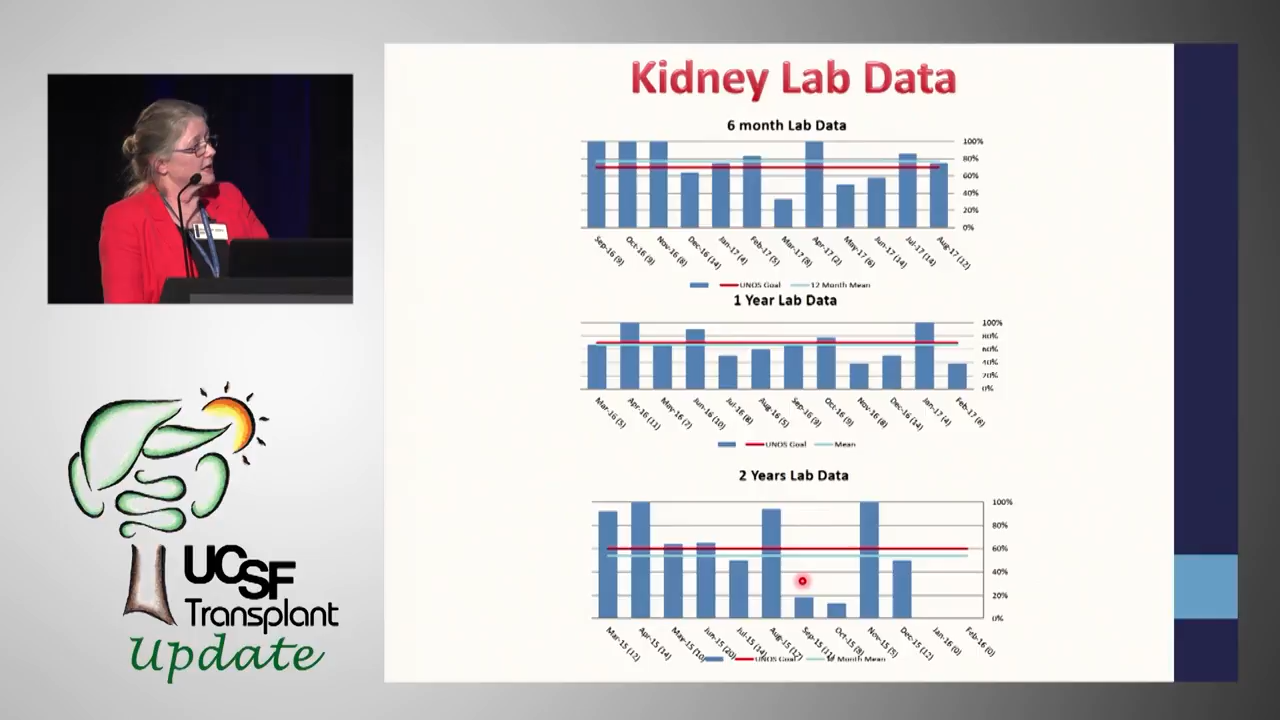 Kidney Lab Data
6 month Lab Data
100%
80%
60%
40%
20%
0%
Sep-16 (9)
Oct-16 (9)
Nov-16 (8)
Dec-16 (14)
Jan-17 (4)
Feb-17 (5)
Mar-17 (8)
Apr-17 (2)
May-17 (6)
Jun-17 (14)
Jul-17 (14)
Aug-17 (12)
UNOS Goal
12 Month Mean
1 Year Lab Data
100%
80%
60%
40%
20%
0%
Mar-16 (5)
Apr-16 (11)
May-16 (7)
Jun-16 (10)
Jul-16 (8)
Aug-16 (5)
Sep-16 (9)
Oct-16 (9)
Nov-16 (8)
Dec-16 (14)
Jan-17 (4)
Feb-17 (6)
UNOS Goal
Mean
2 Years Lab Data
100%
80%
60%
40%
20%
0%
Mar-15 (12)
Apr-15 (14)
May-15 (10)
Jun-15 (20)
Jul-15 (14)
Aug-15
Sep-15
Oct-15 (8)
Nov-15 (5)
Dec-15 (12)
Jan-16 (0)
Feb-16 (0)
UNOS Goal
12 Month Mean
UCSF
Transplant
Update